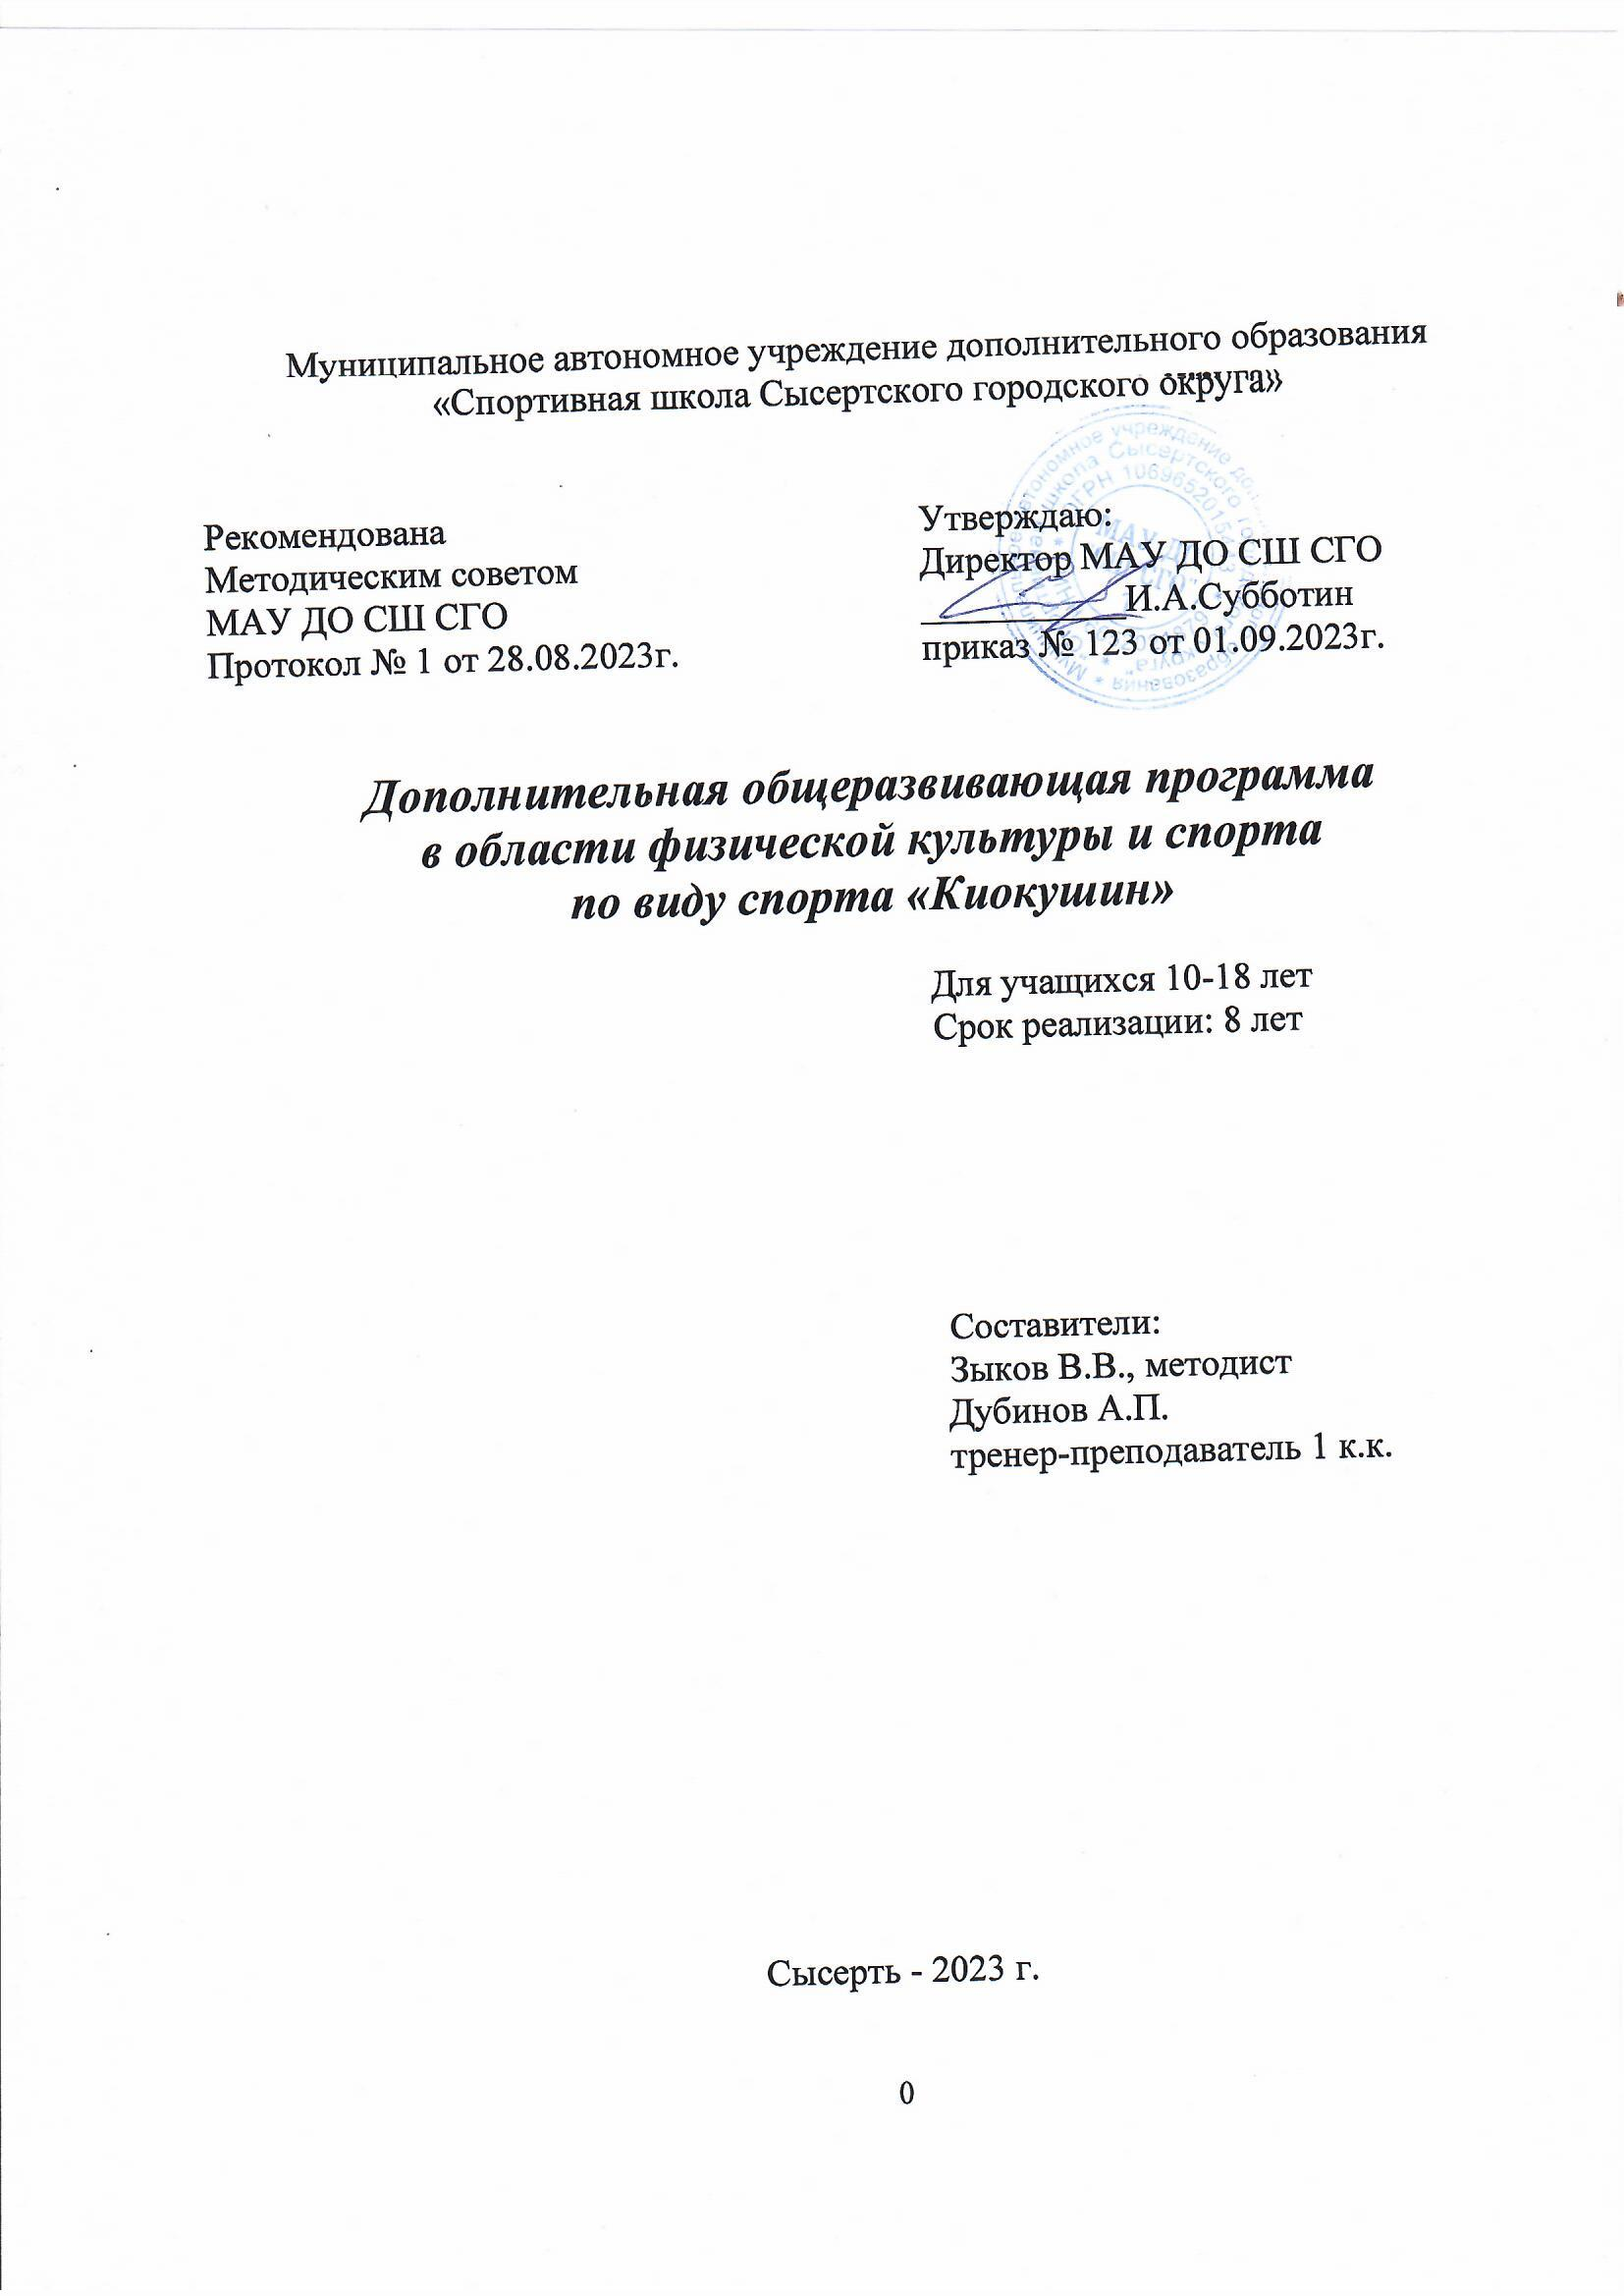 Муниципальное автономное учреждение дополнительного образования
«Спортивная школа Сысертского городского округа»
Рекомендована
Методическим советом
МАУ ДО СШ СГО
Протокол № 1 от 28.08.2023г.
Утверждаю:
Директор МАУ ДО СШ СГО
И.А.Субботин
приказ № 123 от 01.09.2023г.
Дополнительная общеразвивающая программа
в области физической культуры и спорта
по виду спорта «Киокушин»
Для учащихся 10-18 лет
Срок реализации: 8 лет
Составители:
Зыков В.В., методист
Дубинов А.П.
тренер-преподаватель 1 к.к.
Сысерть - 2023 г.
0